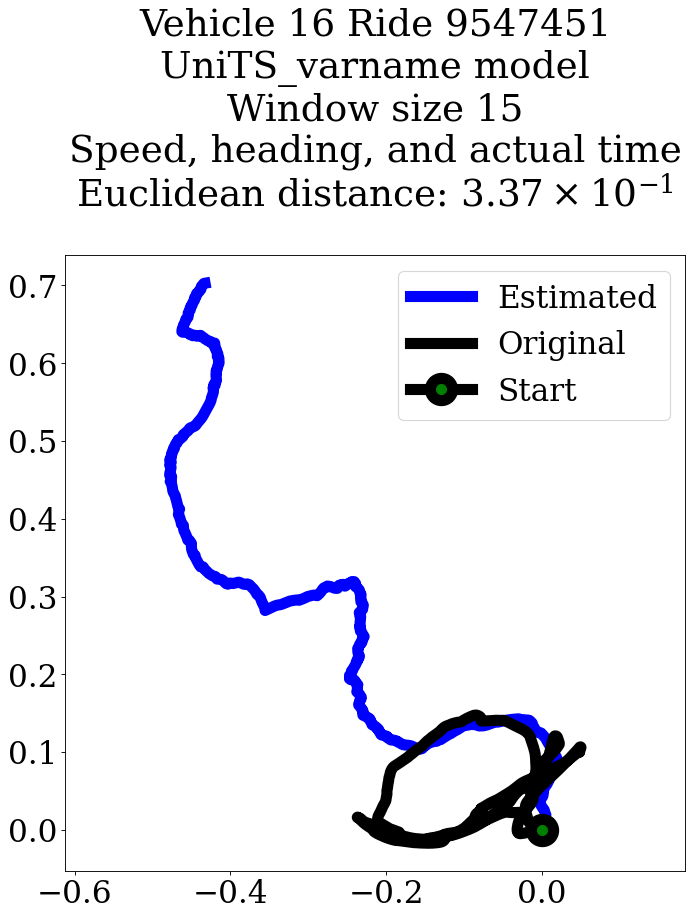 Vehicle 16 Ride 9547451
UniTS_varname model
Window size 15
Speed, heading, and actual time
Euclidean distance: 3.37 × 10⁻¹
Estimated
Original
Start
0.7
0.6
0.5
0.4
0.3
0.2
0.1
0.0
−0.6 −0.4 −0.2 0.0